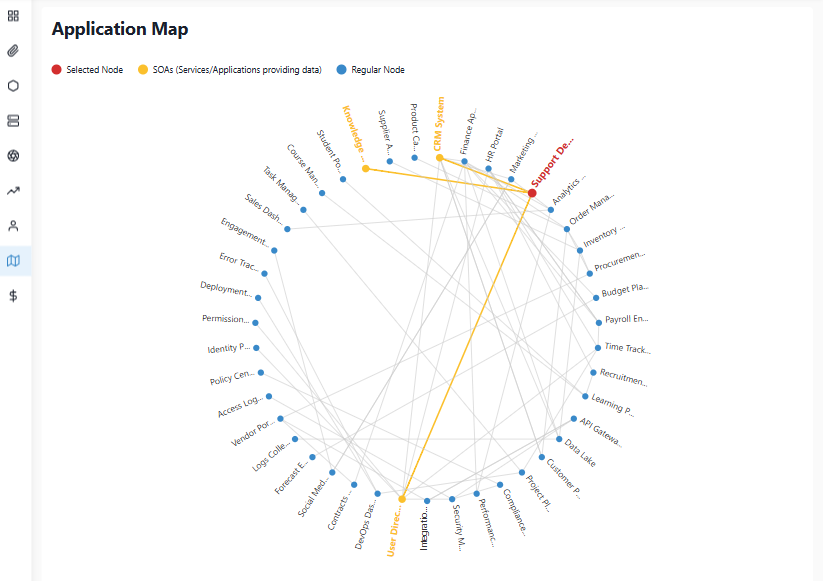 Application Map
Selected Node
SOAs (Services/Applications providing data)
Regular Node
Knowledge ...
Supplier A...
Product Ca...
CRM System
Finance Ap...
HR Portal
Marketing ...
Support De...
Analytics ...
Order Mana...
Inventory ...
Procuremen...
Budget Pla...
Payroll En...
Time Track...
Recruitmen...
Learning P...
API Gatewa...
Data Lake
Customer P...
Project Pl...
Compliance...
Performanc...
Security M...
Integratio...
User Direc...
DevOps Das...
Contracts ...
Social Med...
Forecast E...
Logs Colle...
Vendor Por...
Access Log...
Policy Cen...
Identity P...
Permission...
Deployment...
Error Trac...
Engagement...
Sales Dash...
Task Manag...
Course Man...
Student Po...